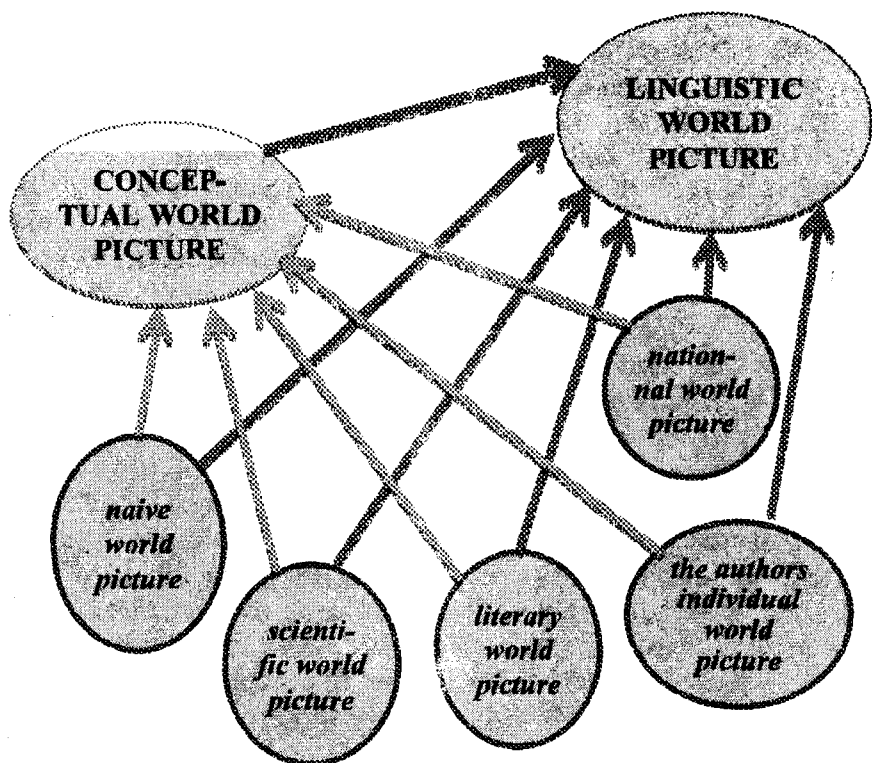 LINGUISTIC
WORLD
PICTURE
CONCEP-
TUAL WORLD
PICTURE
nation-
nal world
picture
naive
world
picture
scienti-
fic world
picture
literary
world
picture
the authors
individual
world
picture